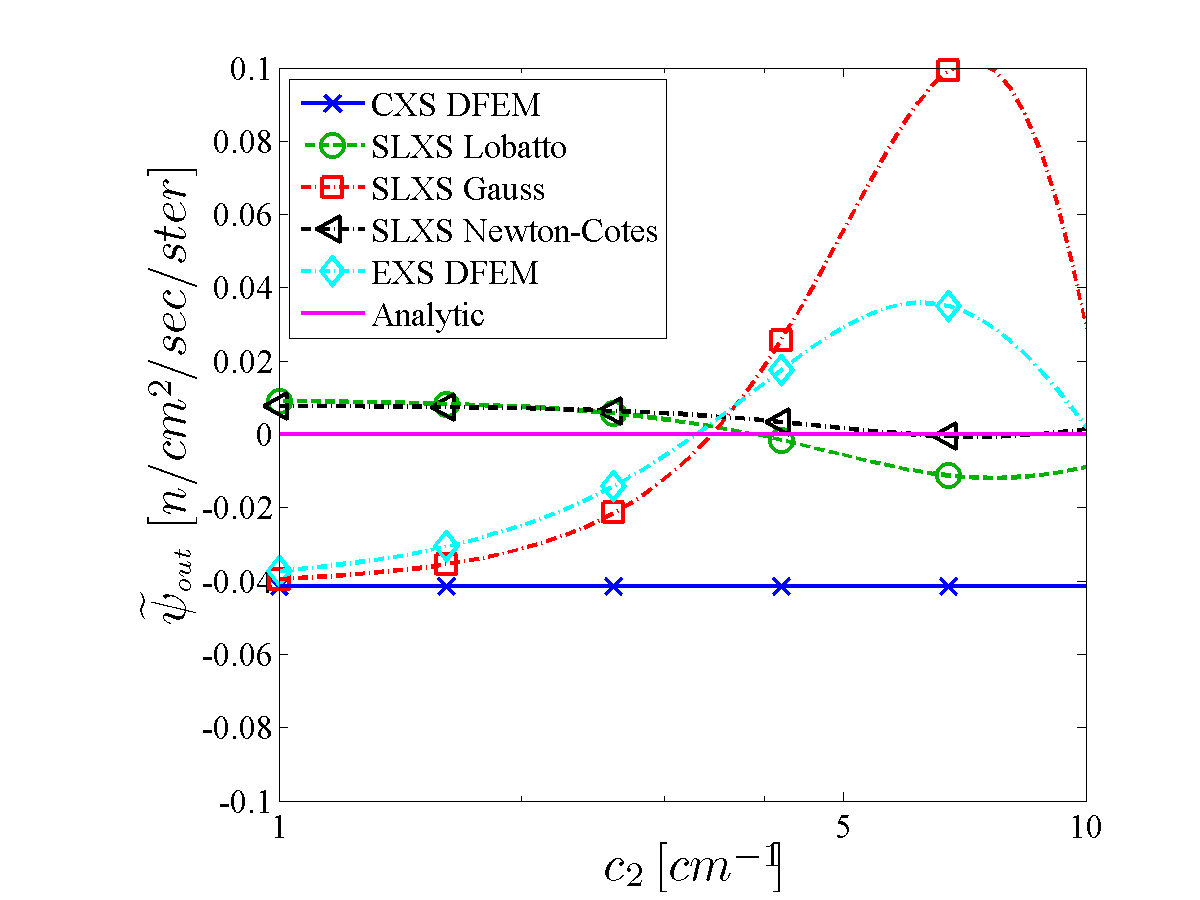 0.1
0.08
0.06
0.04
0.02
0
-0.02
-0.04
-0.06
-0.08
-0.1
CXS DFEM
SLXS Lobatto
SLXS Gauss
SLXS Newton-Cotes
EXS DFEM
Analytic
ψ̃_out [n/cm²/sec/ster]
1
5
10
c₂ [cm⁻¹]